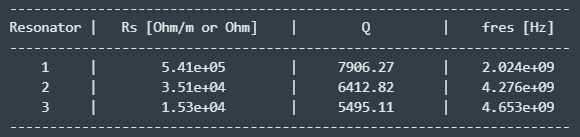 ----------------------------------------------------------------------
Resonator |   Rs [Ohm/m or Ohm]    |        Q         |    fres [Hz]
----------------------------------------------------------------------
    1     |        5.41e+05        |     7906.27      |    2.024e+09
    2     |        3.51e+04        |     6412.82      |    4.276e+09
    3     |        1.53e+04        |     5495.11      |    4.653e+09
----------------------------------------------------------------------